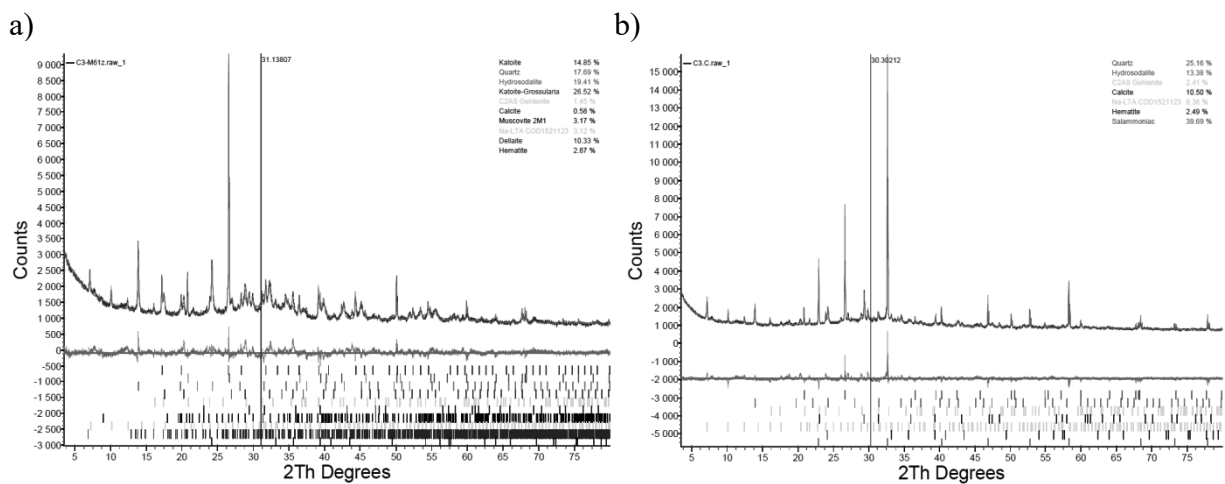 a)
C3-M61z.raw_1
31.13807
Katoite 14.85 %
Quartz 17.69 %
Hydrosodalite 19.41 %
Katoite-Grossularia 26.52 %
C2AS Gehlenite 1.45 %
Calcite 0.58 %
Muscovite 2M1 3.17 %
Na-LTA COD1521123 3.12 %
Dellaite 10.33 %
Hematite 2.87 %
Counts
9 000
8 500
8 000
7 500
7 000
6 500
6 000
5 500
5 000
4 500
4 000
3 500
3 000
2 500
2 000
1 500
1 000
500
0
-500
-1 000
-1 500
-2 000
-2 500
-3 000
5 10 15 20 25 30 35 40 45 50 55 60 65 70 75
2Th Degrees
b)
C3.C.raw_1
30.30212
Quartz 25.16 %
Hydrosodalite 13.38 %
C2AS Gehlenite 2.41 %
Calcite 10.50 %
Na-LTA COD1521123 6.36 %
Hematite 2.49 %
Salammoniac 39.69 %
Counts
15 000
14 000
13 000
12 000
11 000
10 000
9 000
8 000
7 000
6 000
5 000
4 000
3 000
2 000
1 000
0
-1 000
-2 000
-3 000
-4 000
-5 000
5 10 15 20 25 30 35 40 45 50 55 60 65 70 75
2Th Degrees